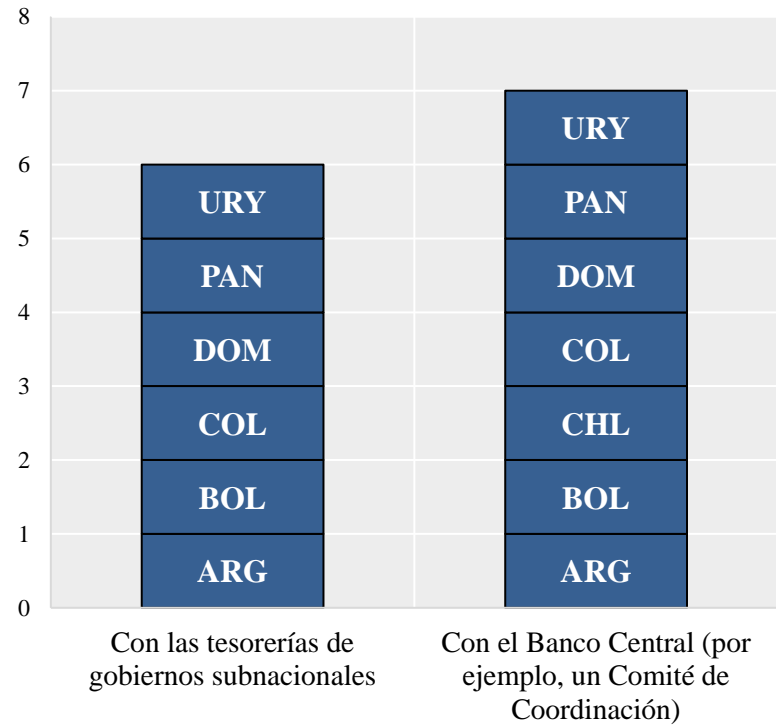 8
7
6
5
4
3
2
1
0
URY
PAN
DOM
COL
BOL
ARG
URY
PAN
DOM
COL
CHL
BOL
ARG
Con las tesorerías de
gobiernos subnacionales
Con el Banco Central (por
ejemplo, un Comité de
Coordinación)